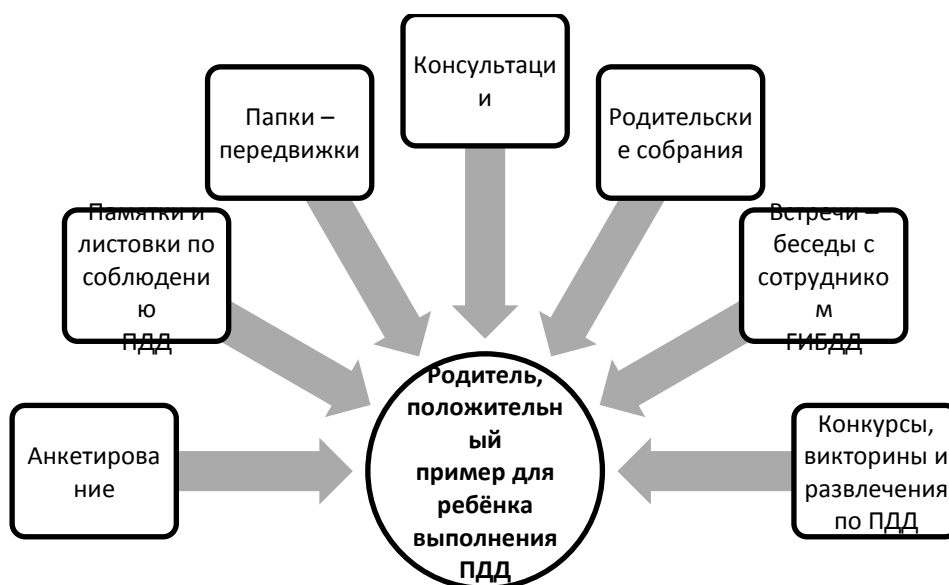 Консультаци
и
Папки –
передвижки
Родительски
е собрания
Памятки и
листовки по
соблюдени
ю
ПДД
Встречи –
беседы с
сотруднико
м
ГИБДД
Анкетирова
ние
Родитель,
положительн
ый
пример для
ребёнка
выполнения
ПДД
Конкурсы,
викторины и
развлечения
по ПДД